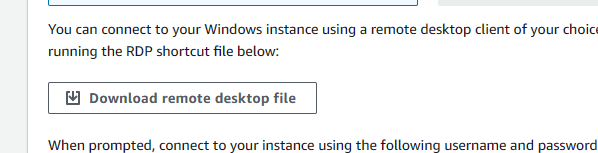 You can connect to your Windows instance using a remote desktop client of your choice
running the RDP shortcut file below:
Download remote desktop file
When prompted, connect to your instance using the following username and password